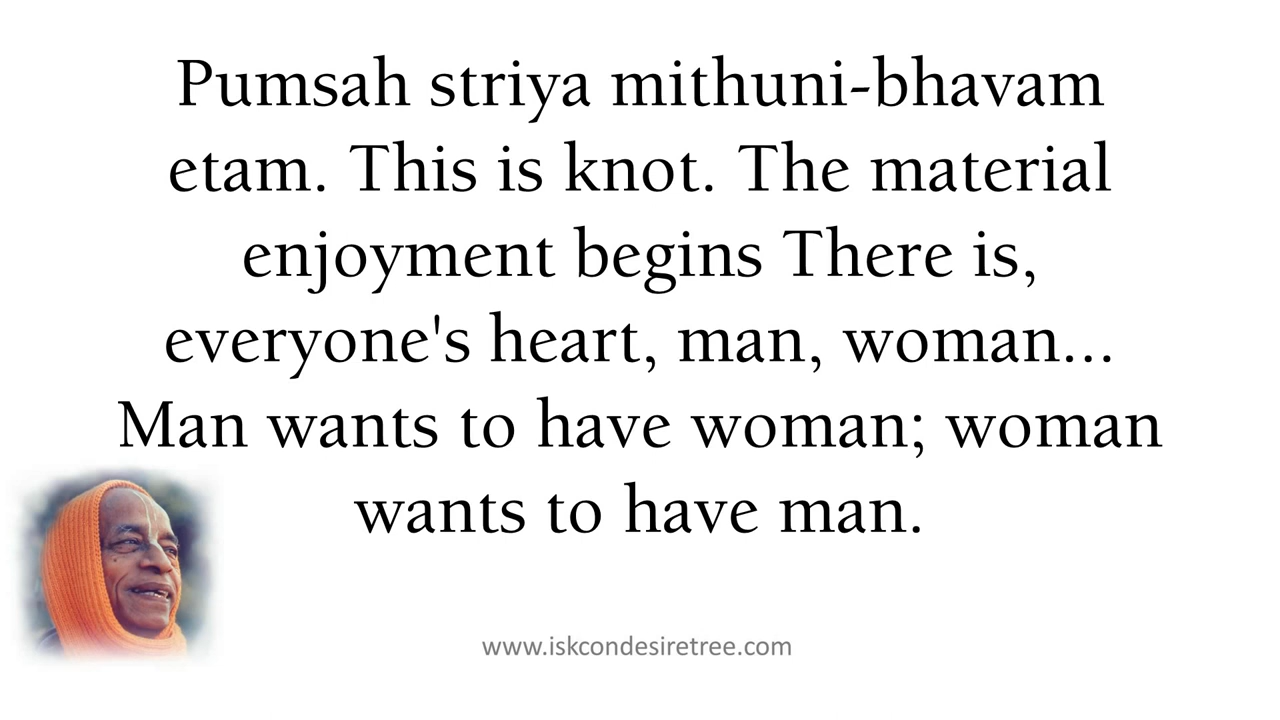 Pumsah striya mithuni-bhavam
etam. This is knot. The material
enjoyment begins There is,
everyone's heart, man, woman...
Man wants to have woman; woman
wants to have man.
www.iskcondesiretree.com